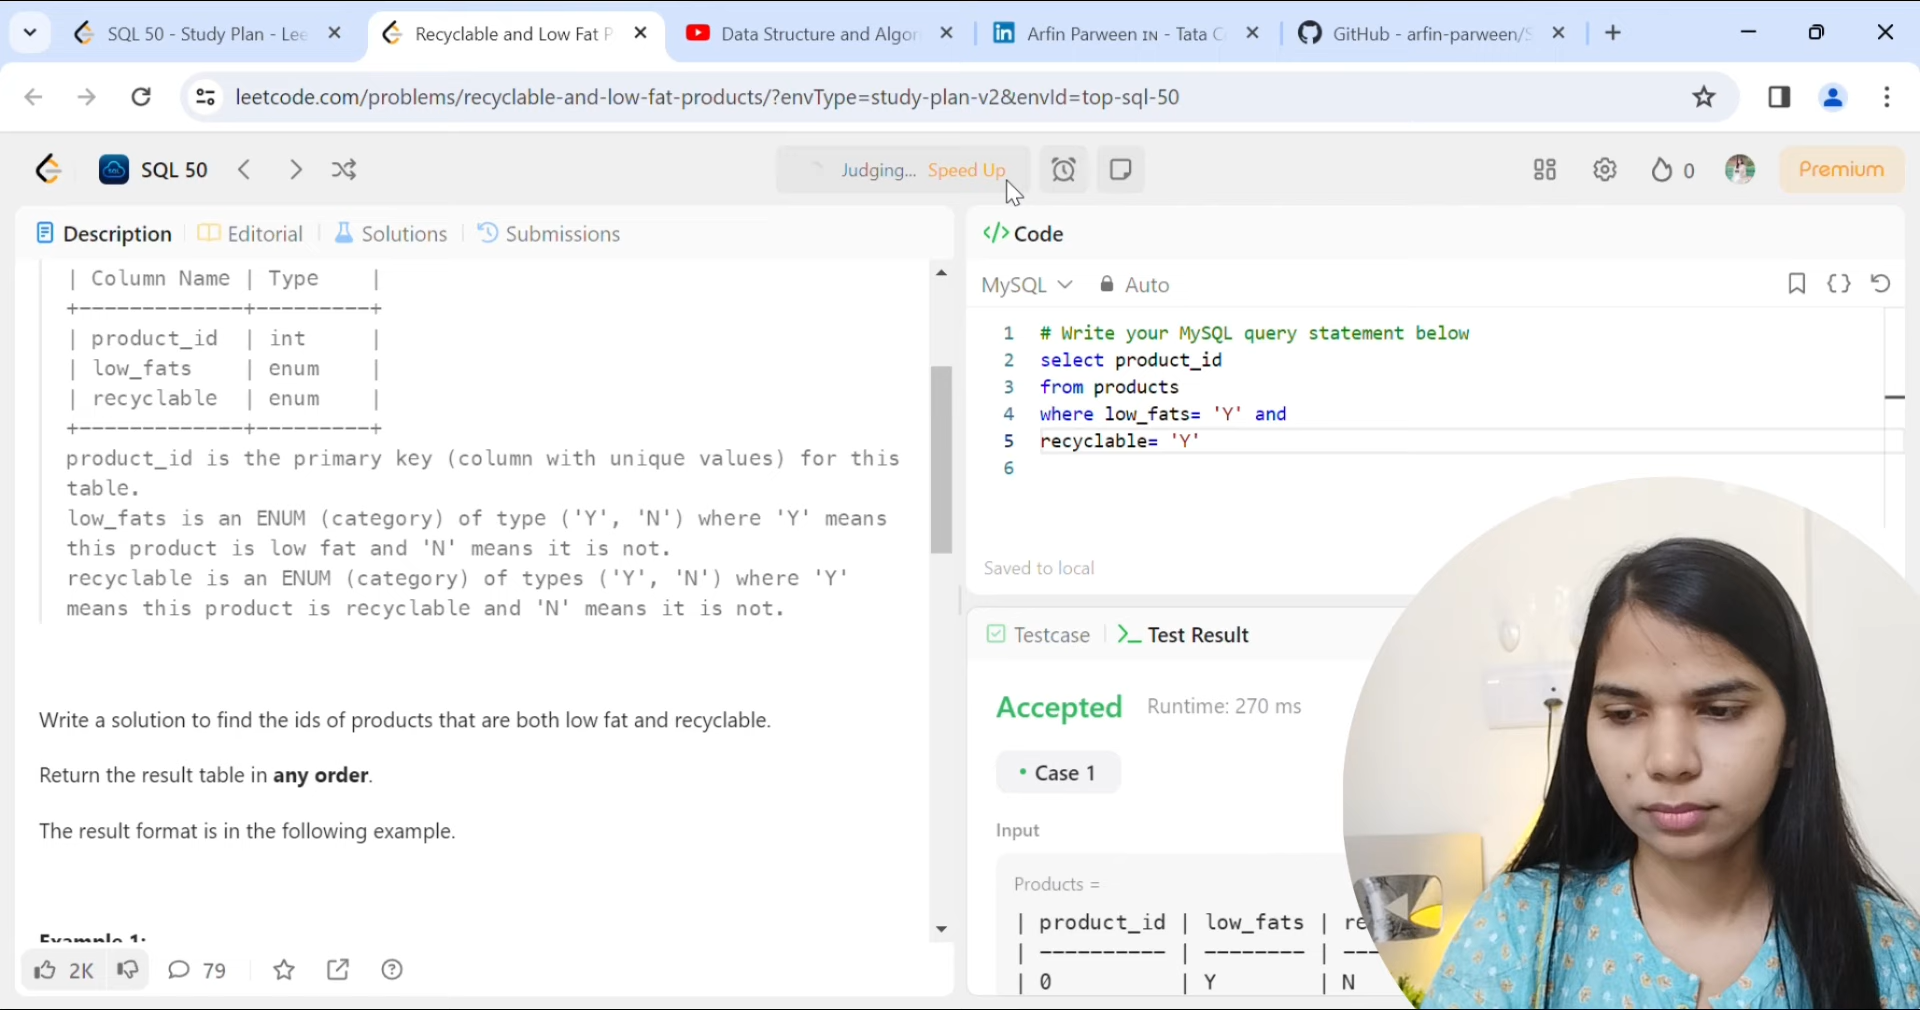 SQL 50 - Study Plan - Lee
Recyclable and Low Fat P
Data Structure and Algor
Arfin Parween IN - Tata C
GitHub - arfin-parween/S
leetcode.com/problems/recyclable-and-low-fat-products/?envType=study-plan-v2&envId=top-sql-50
SQL 50
Judging... Speed Up
0
Premium
Description
Editorial
Solutions
Submissions
| Column Name | Type |
+-------------+---------+
| product_id | int |
| low_fats | enum |
| recyclable | enum |
+-------------+---------+
product_id is the primary key (column with unique values) for this
table.
low_fats is an ENUM (category) of type ('Y', 'N') where 'Y' means
this product is low fat and 'N' means it is not.
recyclable is an ENUM (category) of types ('Y', 'N') where 'Y'
means this product is recyclable and 'N' means it is not.
Write a solution to find the ids of products that are both low fat and recyclable.
Return the result table in any order.
The result format is in the following example.
Example 1:
2K
79
</> Code
MySQL
Auto
1 # Write your MySQL query statement below
2 select product_id
3 from products
4 where low_fats= 'Y' and
5 recyclable= 'Y'
6
Saved to local
Testcase
>_ Test Result
Accepted Runtime: 270 ms
• Case 1
Input
Products =
| product_id | low_fats | re
| ---------- | -------- | ---
| 0 | Y | N